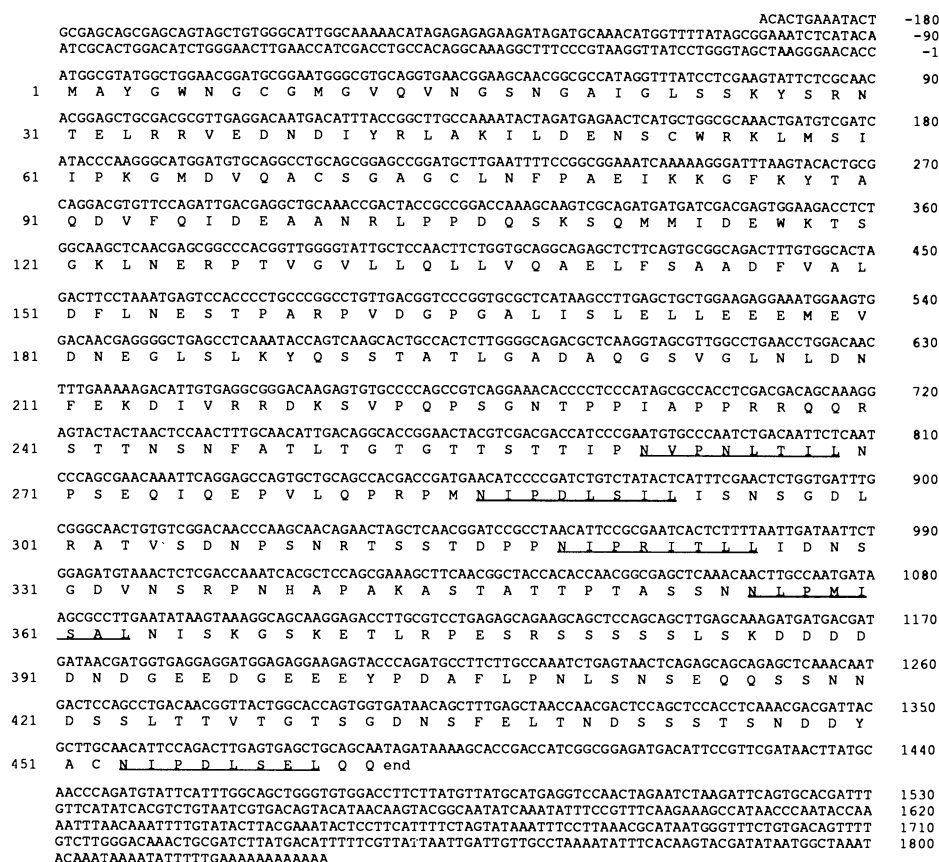 ACACTGAAATACT -180
GCGAGCAGCGAGCAGTAGCTGTGGGCATTGGCAAAAACATAGAGAGAGAAGATAGATGCAAACATGGTTTTATAGCGGAAATCTCATACA -90
ATCGCACTGGACATCTGGGAACTTGAACCATCGACCTGCCACAGGCAAAGGCTTTCCCGTAAGGTTATCCTGGGTAGCTAAGGGAACACC -1
ATGGCGTATGGCTGGAACGGATGCGGAATGGGCGTGCAGGTGAACGGAAGCAACGGCGCCATAGGTTTATCCTCGAAGTATTCTCGCAAC 90
1 M A Y G W N G C G M G V Q V N G S N G A I G L S S K Y S R N
ACGGAGCTGCGACGCGTTGAGGACAATGACATTTACCGGCTTGCCAAAATACTAGATGAGAACTCATGCTGGCGCAAACTGATGTCGATC 180
31 T E L R R V E D N D I Y R L A K I L D E N S C W R K L M S I
ATACCCAAGGGCATGGATGTGCAGGCCTGCAGCGGAGCCGGATGCTTGAATTTTCCGGCGGAAATCAAAAAGGGATTTAAGTACACTGCG 270
61 I P K G M D V Q A C S G A G C L N F P A E I K K G F K Y T A
CAGGACGTGTTCCAGATTGACGAGGCTGCAAACCGACTACCGCCGGACCAAAGCAAGTCGCAGATGATGATCGACGAGTGGAAGACCTCT 360
91 Q D V F Q I D E A A N R L P P D Q S K S Q M M I D E W K T S
GGCAAGCTCAACGAGCGGCCCACGGTTGGGGTATTGCTCCAACTTCTGGTGCAGGCAGAGCTCTTCAGTGCGGCAGACTTTGTGGCACTA 450
121 G K L N E R P T V G V L L Q L L V Q A E L F S A A D F V A L
GACTTCCTAAATGAGTCCACCCCTGCCCGGCCTGTTGACGGTCCCGGTGCGCTCATAAGCCTTGAGCTGCTGGAAGAGGAAATGGAAGTG 540
151 D F L N E S T P A R P V D G P G A L I S L E L L E E E M E V
GACAACGAGGGGCTGAGCCTCAAATACCAGTCAAGCACTGCCACTCTTGGGGCAGACGCTCAAGGTAGCGTTGGCCTGAACCTGGACAAC 630
181 D N E G L S L K Y Q S S T A T L G A D A Q G S V G L N L D N
TTTGAAAAAGACATTGTGAGGCGGGACAAGAGTGTGCCCCAGCCGTCAGGAAACACCCCTCCCATAGCGCCACCTCGACGACAGCAAAGG 720
211 F E K D I V R R D K S V P Q P S G N T P P I A P P R R Q Q R
AGTACTACTAACTCCAACTTTGCAACATTGACAGGCACCGGAACTACGTCGACGACCATCCCGAATGTGCCCAATCTGACAATTCTCAAT 810
241 S T T N S N F A T L T G T G T T S T T I P N V P N L T I L N
CCCAGCGAACAAATTCAGGAGCCAGTGCTGCAGCCACGACCGATGAACATCCCCGATCTGTCTATACTCATTTCGAACTCTGGTGATTTG 900
271 P S E Q I Q E P V L Q P R P M N I P D L S I L I S N S G D L
CGGGCAACTGTGTCGGACAACCCAAGCAACAGAACTAGCTCAACGGATCCGCCTAACATTCCGCGAATCACTCTTTTAATTGATAATTCT 990
301 R A T V S D N P S N R T S S T D P P N I P R I T L L I D N S
GGAGATGTAAACTCTCGACCAAATCACGCTCCAGCGAAAGCTTCAACGGCTACCACACCAACGGCGAGCTCAAACAACTTGCCAATGATA 1080
331 G D V N S R P N H A P A K A S T A T T P T A S S N N L P M I
AGCGCCTTGAATATAAGTAAAGGCAGCAAGGAGACCTTGCGTCCTGAGAGCAGAAGCAGCTCCAGCAGCTTGAGCAAAGATGATGACGAT 1170
361 S A L N I S K G S K E T L R P E S R S S S S S L S K D D D D
GATAACGATGGTGAGGAGGATGGAGAGGAAGAGTACCCAGATGCCTTCTTGCCAAATCTGAGTAACTCAGAGCAGCAGAGCTCAAACAAT 1260
391 D N D G E E D G E E E Y P D A F L P N L S N S E Q Q S S N N
GACTCCAGCCTGACAACGGTTACTGGCACCAGTGGTGATAACAGCTTTGAGCTAACCAACGACTCCAGCTCCACCTCAAACGACGATTAC 1350
421 D S S L T T V T G T S G D N S F E L T N D S S S T S N D D Y
GCTTGCAACATTCCAGACTTGAGTGAGCTGCAGCAATAGATAAAAGCACCGACCATCGGCGGAGATGACATTCCGTTCGATAACTTATGC 1440
451 A C N I P D L S E L Q Q end
AACCCAGATGTATTCATTTGGCAGCTGGGTGTGGACCTTCTTATGTTATGCATGAGGTCCAACTAGAATCTAAGATTCAGTGCACGATTT 1530
GTTCATATCACGTCTGTAATCGTGACAGTACATAACAAGTACGGCAATATCAAATATTTCCGTTTCAAGAAAGCCATAACCCAATACCAA 1620
AATTTAACAAATTTTGTATACTTACGAAATACTCCTTCATTTTCTAGTATAAATTTCCTTAAACGCATAATGGGTTTCTGTGACAGTTTT 1710
GTCTTGGGACAAACTGCGATCTTATGACATTTTTCGTTATTAATTGATTGTTGCCTAAAATATTTCACAAGTACGATATAATGGCTAAAT 1800
ACAAATAAAATATTTTTGAAAAAAAAAAAA